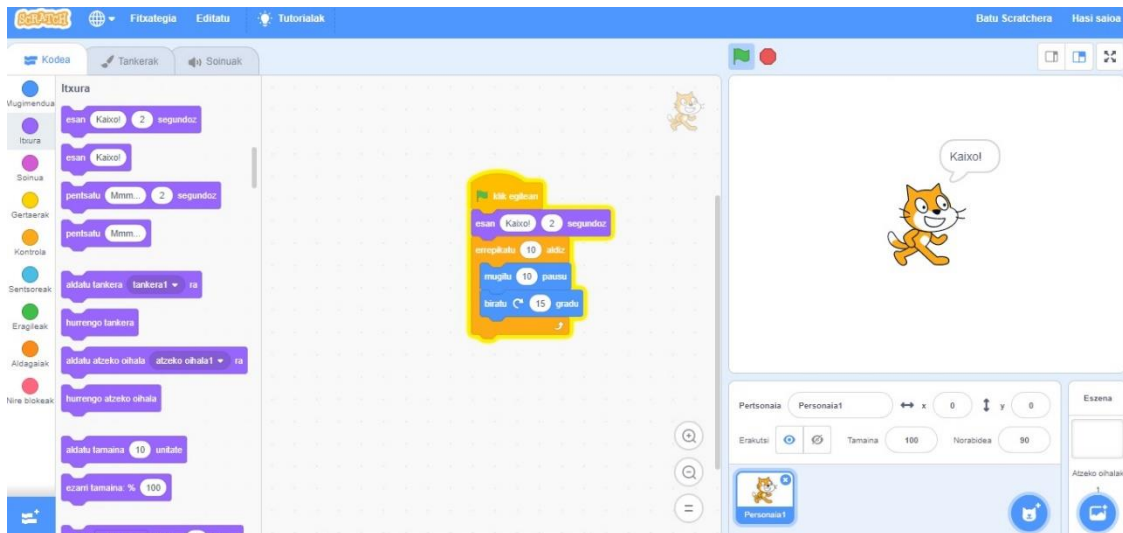 SCRATCH Fitxategia Editatu Tutorialak Batu Scratchera Hasi saioa
Kodea Tankerak Soinuak
Mugimendua
Itxura
Soinua
Gertaerak
Kontrola
Sentsoreak
Eragileak
Aldagaiak
Nire blokeak
Itxura
esan Kaixo! 2 segundoz
esan Kaixo!
pentsatu Mmm... 2 segundoz
pentsatu Mmm...
aldatu tankera tankera1 ra
hurrengo tankera
aldatu atzeko oihala atzeko oihala1 ra
hurrengo atzeko oihala
aldatu tamaina 10 unitate
ezarri tamaina: % 100
klik egitean
esan Kaixo! 2 segundoz
errepikatu 10 aldiz
mugitu 10 pausu
biratu 15 gradu
Kaixo!
Pertsonaia Personaia1 x 0 y 0
Erakutsi Tamaina 100 Norabidea 90
Personaia1
Eszena
Atzeko oihalak
1